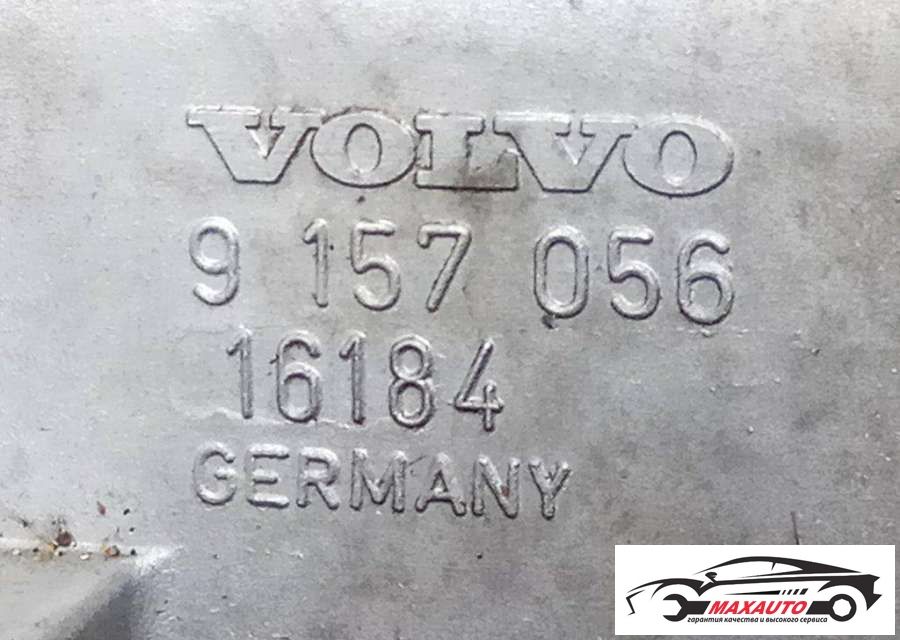 VOLVO
9 157 056
16184
GERMANY
MAXAUTO
гарантия качества и высокого сервиса